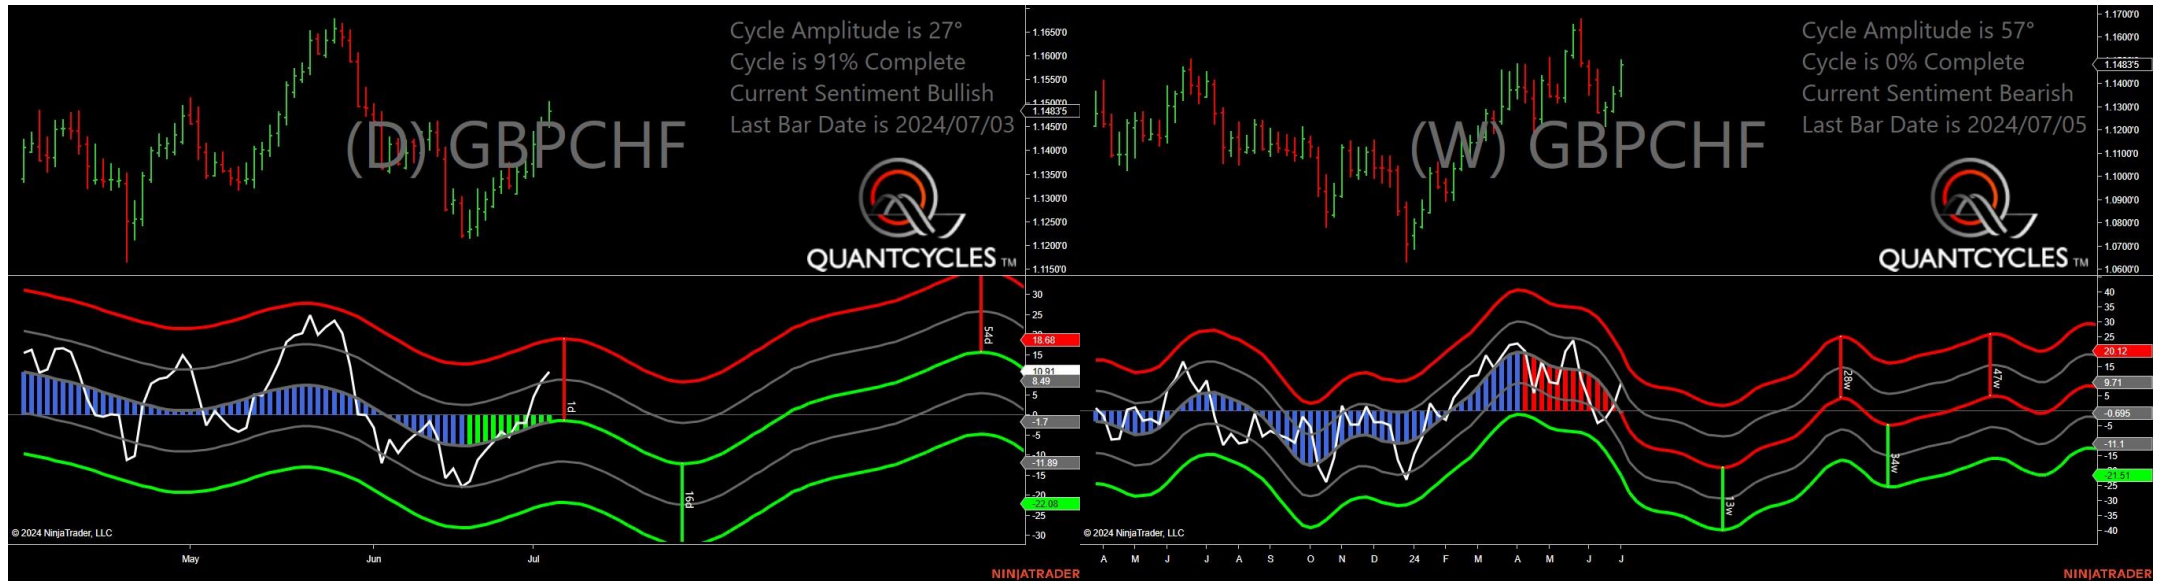 Cycle Amplitude is 27°
Cycle is 91% Complete
Current Sentiment Bullish
Last Bar Date is 2024/07/03
(D) GBPCHF
QUANTCYCLES TM
1.1650'0
1.1600'0
1.1550'0
1.1500'0
1.1483'5
1.1450'0
1.1400'0
1.1350'0
1.1300'0
1.1250'0
1.1200'0
1.1150'0
1d
16d
54d
30
25
18.68
15
10.91
8.49
5
0
-1.7
-5
-10
-11.89
-15
-20
-22.08
-25
-30
© 2024 NinjaTrader, LLC
May
Jun
Jul
NINJATRADER
Cycle Amplitude is 57°
Cycle is 0% Complete
Current Sentiment Bearish
Last Bar Date is 2024/07/05
(W) GBPCHF
QUANTCYCLES TM
1.1700'0
1.1600'0
1.1483'5
1.1400'0
1.1300'0
1.1200'0
1.1100'0
1.1000'0
1.0900'0
1.0800'0
1.0700'0
1.0600'0
13w
28w
34w
47w
40
35
30
25
20.12
15
9.71
5
-0.695
-5
-11.1
-21.51
-25
-30
-35
-40
© 2024 NinjaTrader, LLC
A M J J A S O N D 24 F M A M J J
NINJATRADER